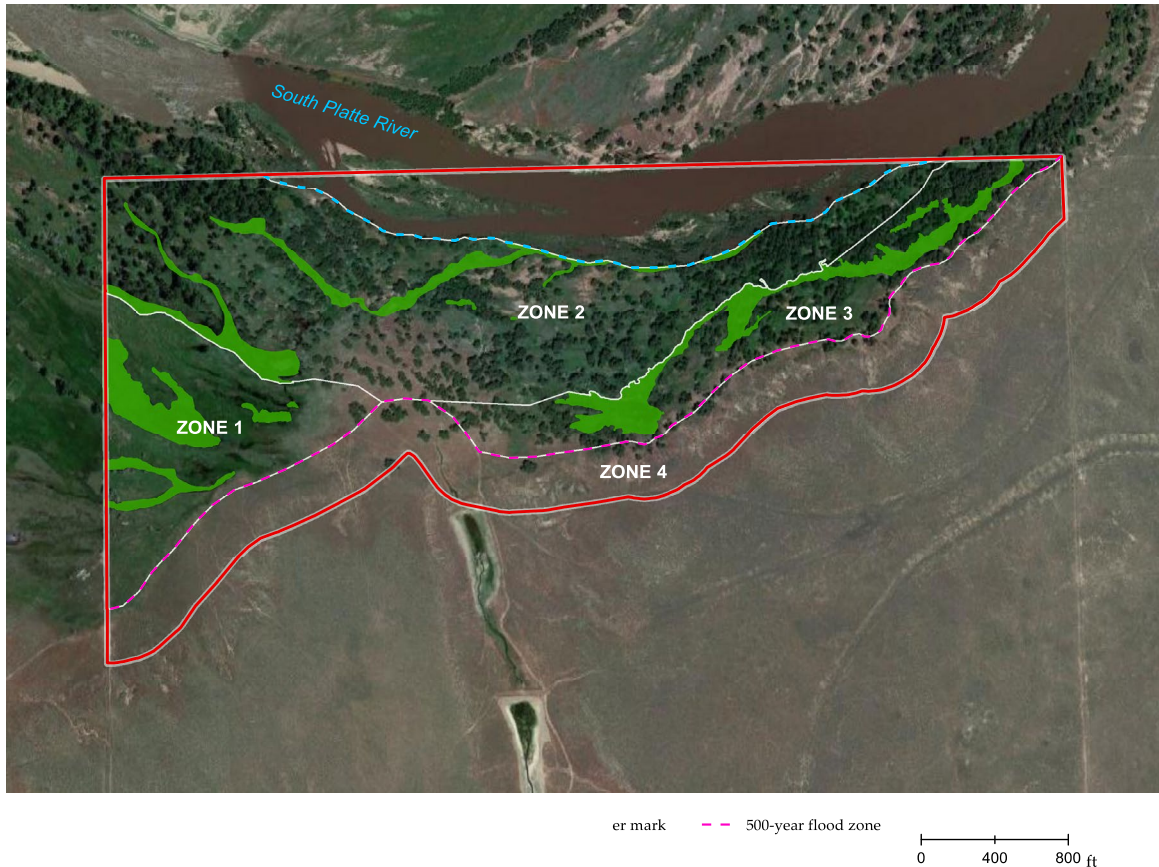 South Platte River
ZONE 2
ZONE 3
ZONE 1
ZONE 4
er mark
500-year flood zone
0 400 800 ft